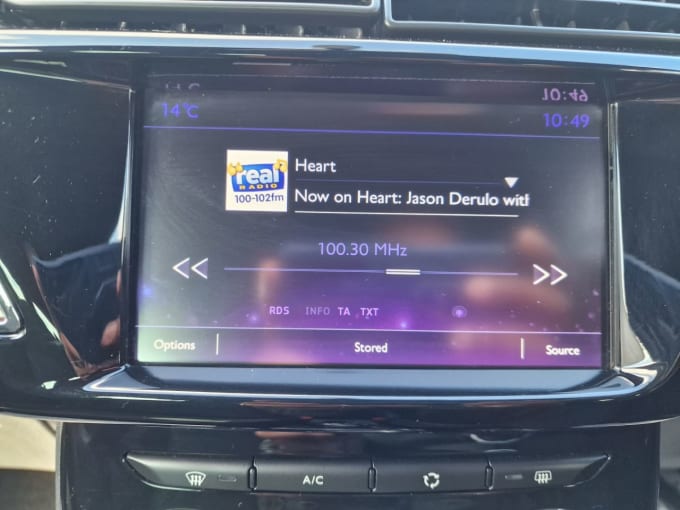 14°C 10:49
real
RADIO
100-102fm
Heart
Now on Heart: Jason Derulo with
100.30 MHz
RDS INFO TA TXT
Options Stored Source
A/C